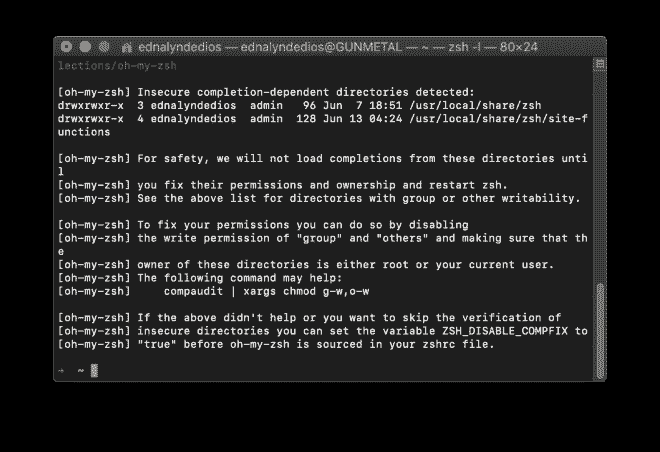 ednalyndedios — ednalyndedios@GUNMETAL — ~ — zsh -l — 80×24
lections/oh-my-zsh
[oh-my-zsh] Insecure completion-dependent directories detected:
drwxrwxr-x  3 ednalyndedios  admin   96 Jun  7 18:51 /usr/local/share/zsh
drwxrwxr-x  4 ednalyndedios  admin  128 Jun 13 04:24 /usr/local/share/zsh/site-f
unctions
[oh-my-zsh] For safety, we will not load completions from these directories unti
l
[oh-my-zsh] you fix their permissions and ownership and restart zsh.
[oh-my-zsh] See the above list for directories with group or other writability.
[oh-my-zsh] To fix your permissions you can do so by disabling
[oh-my-zsh] the write permission of "group" and "others" and making sure that th
e
[oh-my-zsh] owner of these directories is either root or your current user.
[oh-my-zsh] The following command may help:
[oh-my-zsh]     compaudit | xargs chmod g-w,o-w
[oh-my-zsh] If the above didn't help or you want to skip the verification of
[oh-my-zsh] insecure directories you can set the variable ZSH_DISABLE_COMPFIX to
[oh-my-zsh] "true" before oh-my-zsh is sourced in your zshrc file.
→  ~